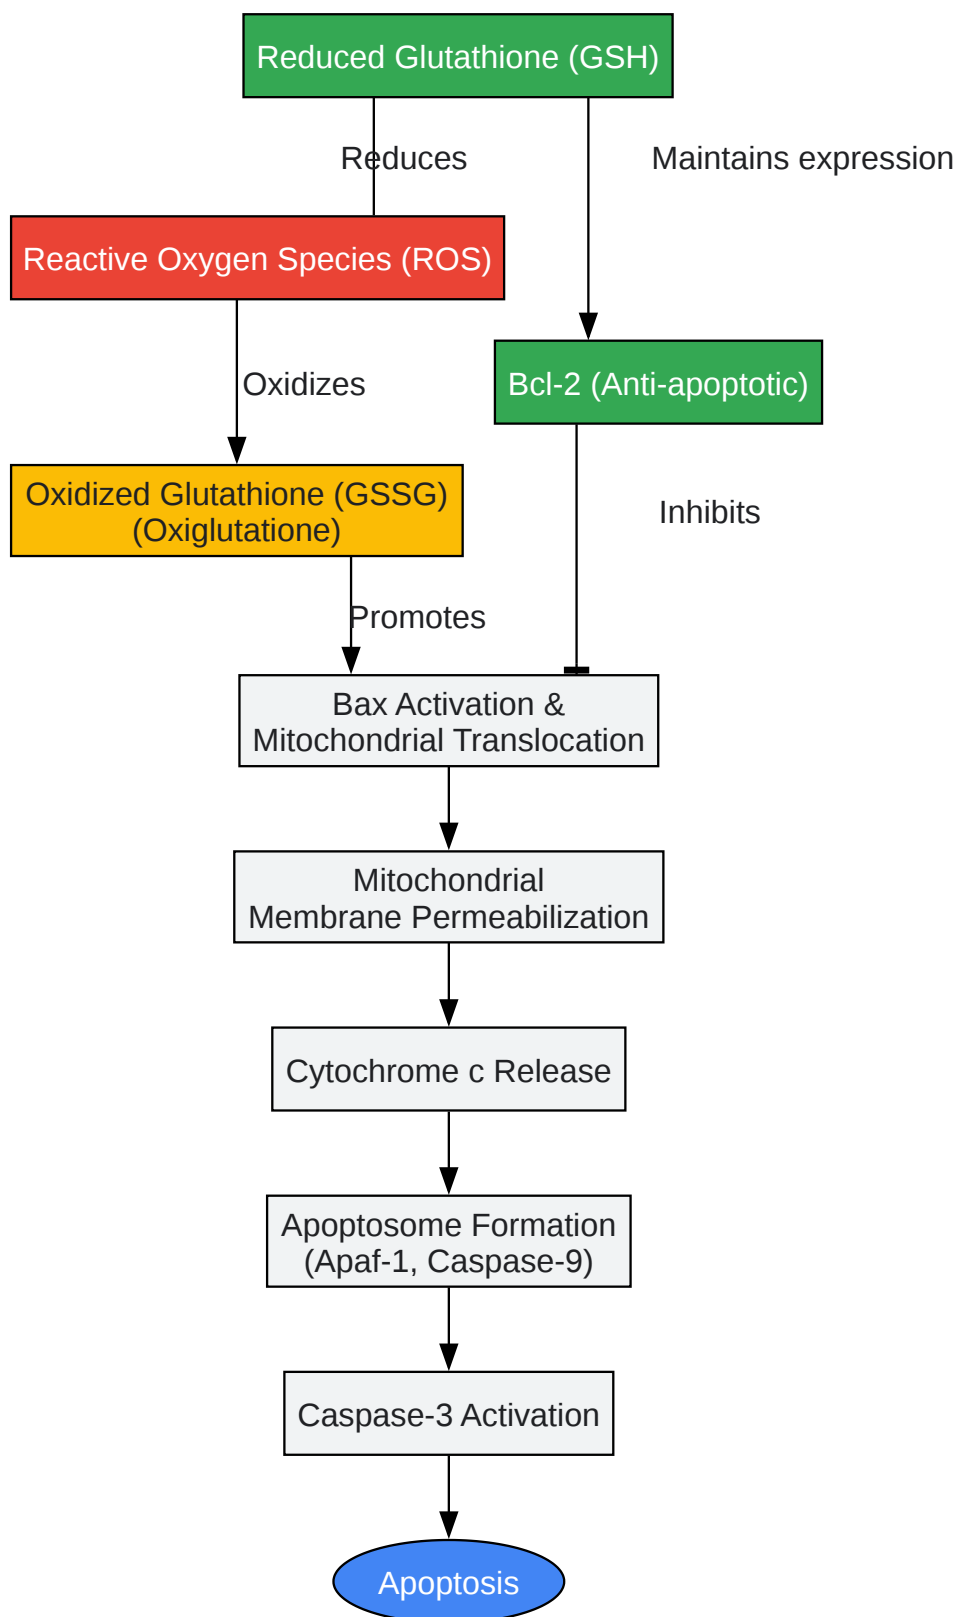 Reduced Glutathione (GSH)
Reduces
Maintains expression
Reactive Oxygen Species (ROS)
Oxidizes
Bcl-2 (Anti-apoptotic)
Oxidized Glutathione (GSSG)
(Oxiglutatione)
Inhibits
Promotes
Bax Activation &
Mitochondrial Translocation
Mitochondrial
Membrane Permeabilization
Cytochrome c Release
Apoptosome Formation
(Apaf-1, Caspase-9)
Caspase-3 Activation
Apoptosis